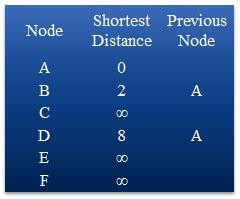 Node Shortest Distance Previous Node
A 0
B 2 A
C ∞
D 8 A
E ∞
F ∞